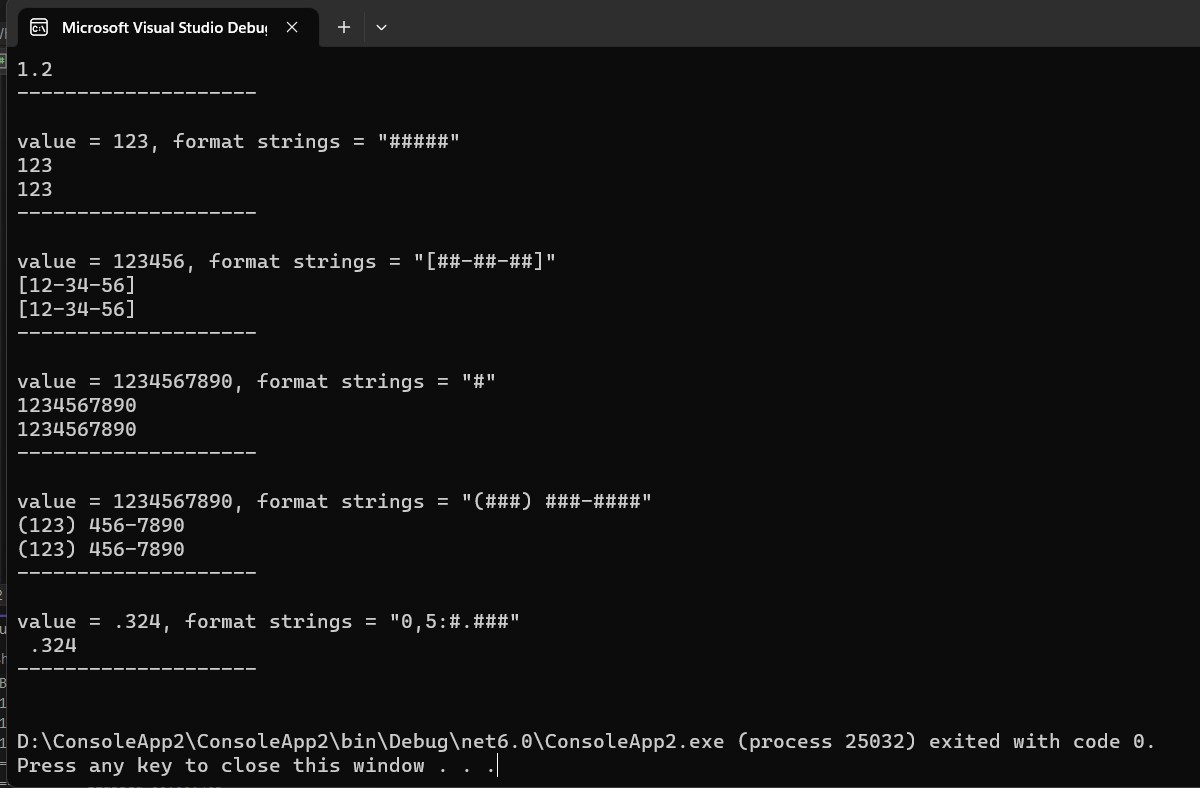 Microsoft Visual Studio Debug
1.2
--------------------
value = 123, format strings = "#####"
123
123
--------------------
value = 123456, format strings = "[##-##-##]"
[12-34-56]
[12-34-56]
--------------------
value = 1234567890, format strings = "#"
1234567890
1234567890
--------------------
value = 1234567890, format strings = "(###) ###-####"
(123) 456-7890
(123) 456-7890
--------------------
value = .324, format strings = "0,5:#.###"
 .324
--------------------
D:\ConsoleApp2\ConsoleApp2\bin\Debug\net6.0\ConsoleApp2.exe (process 25032) exited with code 0.
Press any key to close this window . . .